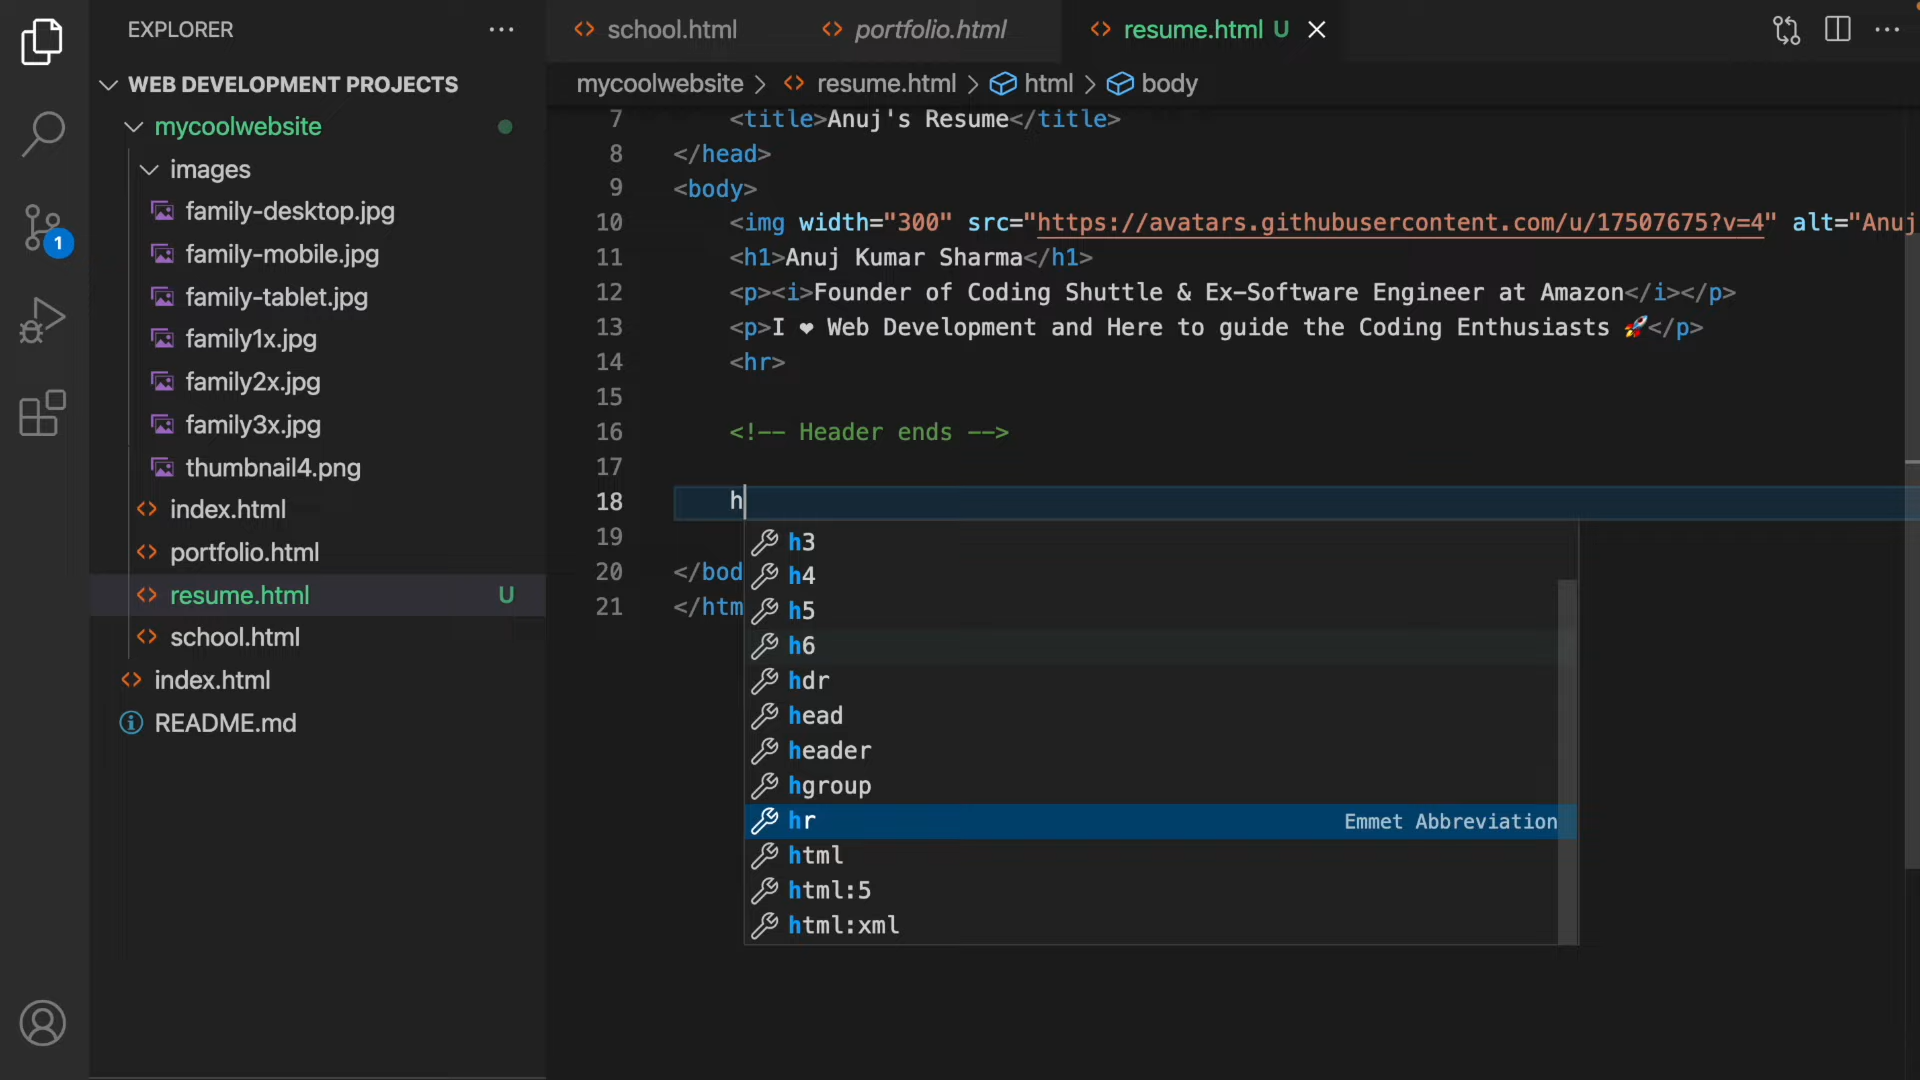 EXPLORER
WEB DEVELOPMENT PROJECTS
mycoolwebsite
images
family-desktop.jpg
family-mobile.jpg
family-tablet.jpg
family1x.jpg
family2x.jpg
family3x.jpg
thumbnail4.png
index.html
portfolio.html
resume.html U
school.html
index.html
README.md
1
school.html portfolio.html resume.html U
mycoolwebsite > resume.html > html > body
7 <title>Anuj's Resume</title>
8 </head>
9 <body>
10 <img width="300" src="https://avatars.githubusercontent.com/u/17507675?v=4" alt="Anuj
11 <h1>Anuj Kumar Sharma</h1>
12 <p><i>Founder of Coding Shuttle & Ex-Software Engineer at Amazon</i></p>
13 <p>I ❤ Web Development and Here to guide the Coding Enthusiasts 🚀</p>
14 <hr>
15
16 <!-- Header ends -->
17
18 h
19
20 </bod
21 </htm
h3
h4
h5
h6
hdr
head
header
hgroup
hr Emmet Abbreviation
html
html:5
html:xml